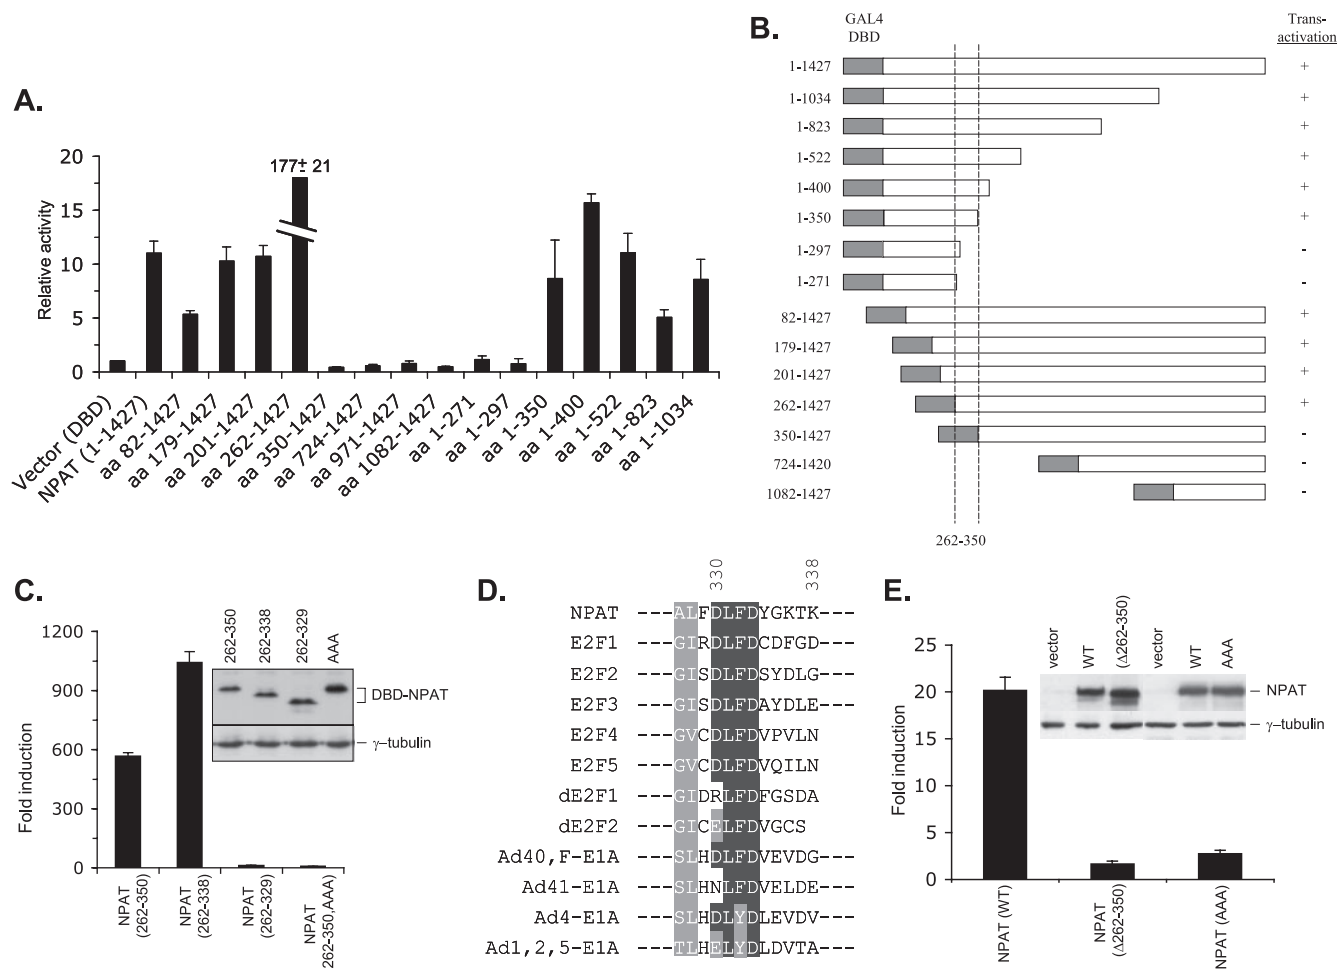 A.
Relative activity
20
15
10
5
0
177± 21
Vector (DBD)
NPAT (1-1427)
aa 82-1427
aa 179-1427
aa 201-1427
aa 262-1427
aa 350-1427
aa 724-1427
aa 971-1427
aa 1082-1427
aa 1-271
aa 1-297
aa 1-350
aa 1-400
aa 1-522
aa 1-823
aa 1-1034
B.
GAL4
DBD
Trans-
activation
1-1427 +
1-1034 +
1-823 +
1-522 +
1-400 +
1-350 +
1-297 -
1-271 -
82-1427 +
179-1427 +
201-1427 +
262-1427 +
350-1427 -
724-1420 -
1082-1427 -
262-350
C.
Fold induction
1200
900
600
300
0
262-350
262-338
262-329
AAA
DBD-NPAT
γ-tubulin
NPAT
(262-350)
NPAT
(262-338)
NPAT
(262-329)
NPAT
262-350,AAA)
D.
330 338
NPAT ---ALFDLFDYGKTK---
E2F1 ---GIRDLFDCDFGD---
E2F2 ---GISDLFDSYDLG---
E2F3 ---GISDLFDAYDLE---
E2F4 ---GVCDLFDVPVLN---
E2F5 ---GVCDLFDVQILN---
dE2F1 ---GIDRLFDFGSDA---
dE2F2 ---GICELFDVGCS ---
Ad40,F-E1A ---SLHDLFDVEVDG---
Ad41-E1A ---SLHNLFDVELDE---
Ad4-E1A ---SLHDLYDLEVDV---
Ad1,2,5-E1A ---TLHELYDLDVTA---
E.
Fold induction
25
20
15
10
5
0
vector
WT
(Δ262-350)
vector
WT
AAA
NPAT
γ-tubulin
NPAT (WT)
NPAT
(Δ262-350)
NPAT (AAA)